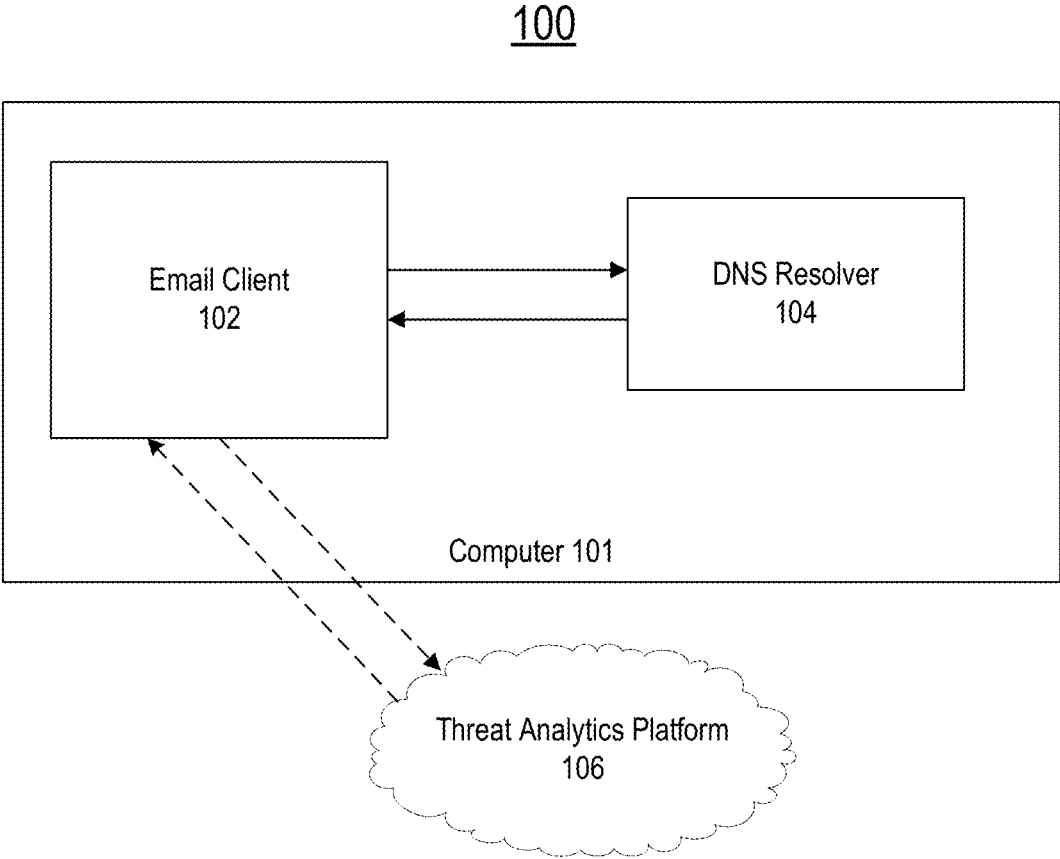 100
Email Client
102
DNS Resolver
104
Computer 101
Threat Analytics Platform
106